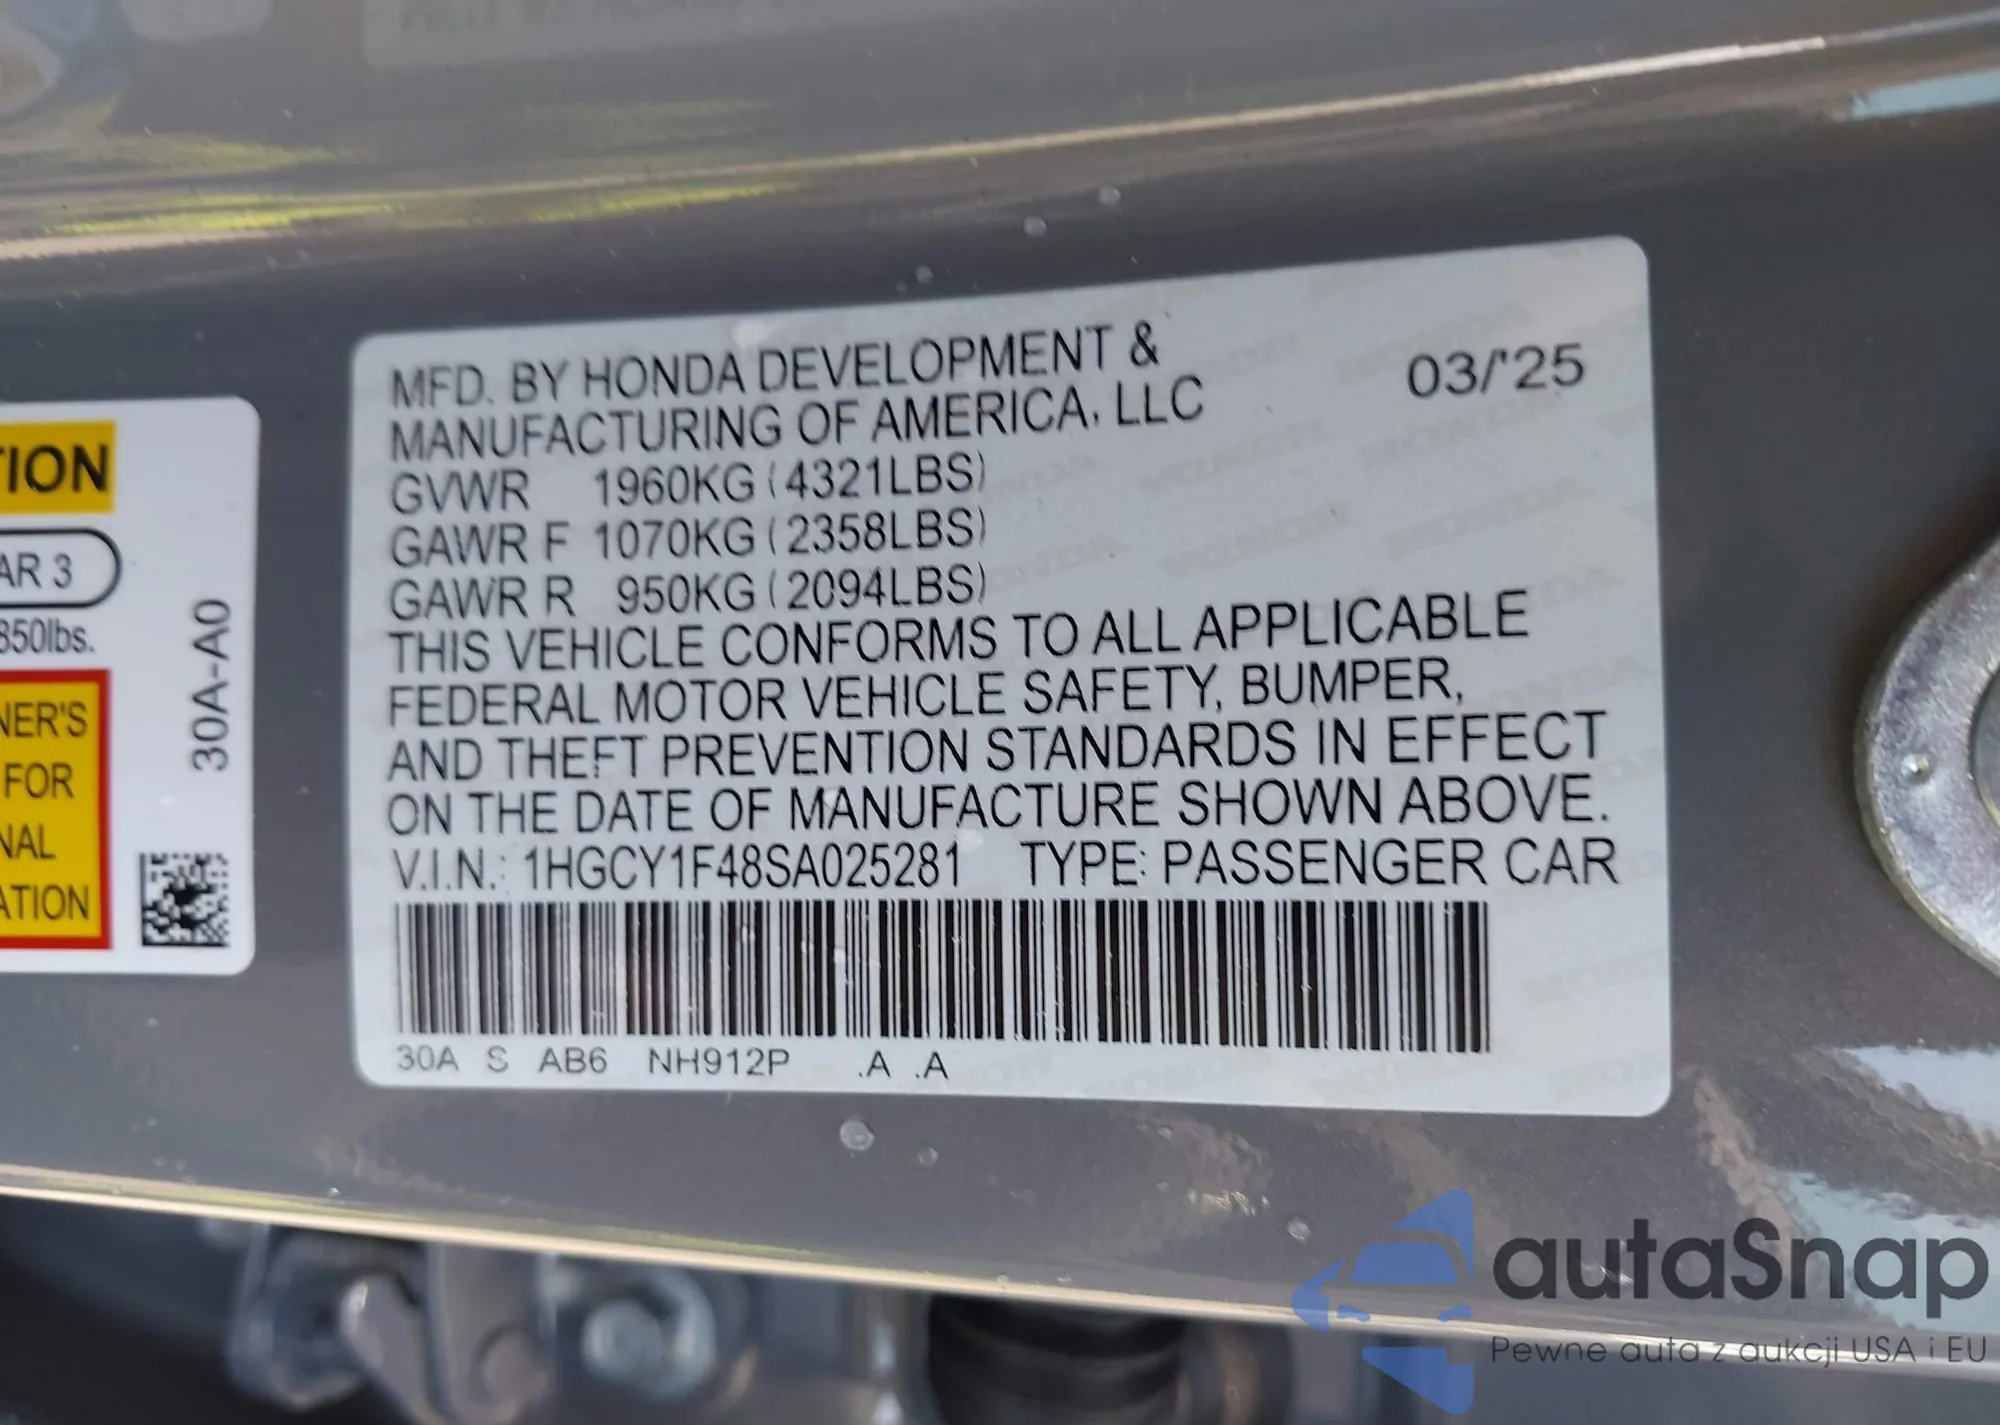 MFD. BY HONDA DEVELOPMENT &
MANUFACTURING OF AMERICA, LLC
03/'25
GVWR 1960KG (4321LBS)
GAWR F 1070KG (2358LBS)
GAWR R 950KG (2094LBS)
THIS VEHICLE CONFORMS TO ALL APPLICABLE
FEDERAL MOTOR VEHICLE SAFETY, BUMPER,
AND THEFT PREVENTION STANDARDS IN EFFECT
ON THE DATE OF MANUFACTURE SHOWN ABOVE.
V.I.N.: 1HGCY1F48SA025281 TYPE: PASSENGER CAR
30A S AB6 NH912P .A .A
TION
AR 3
850lbs.
NER'S
FOR
NAL
ATION
30A-A0
autaSnap
Pewne auta z aukcji USA i EU